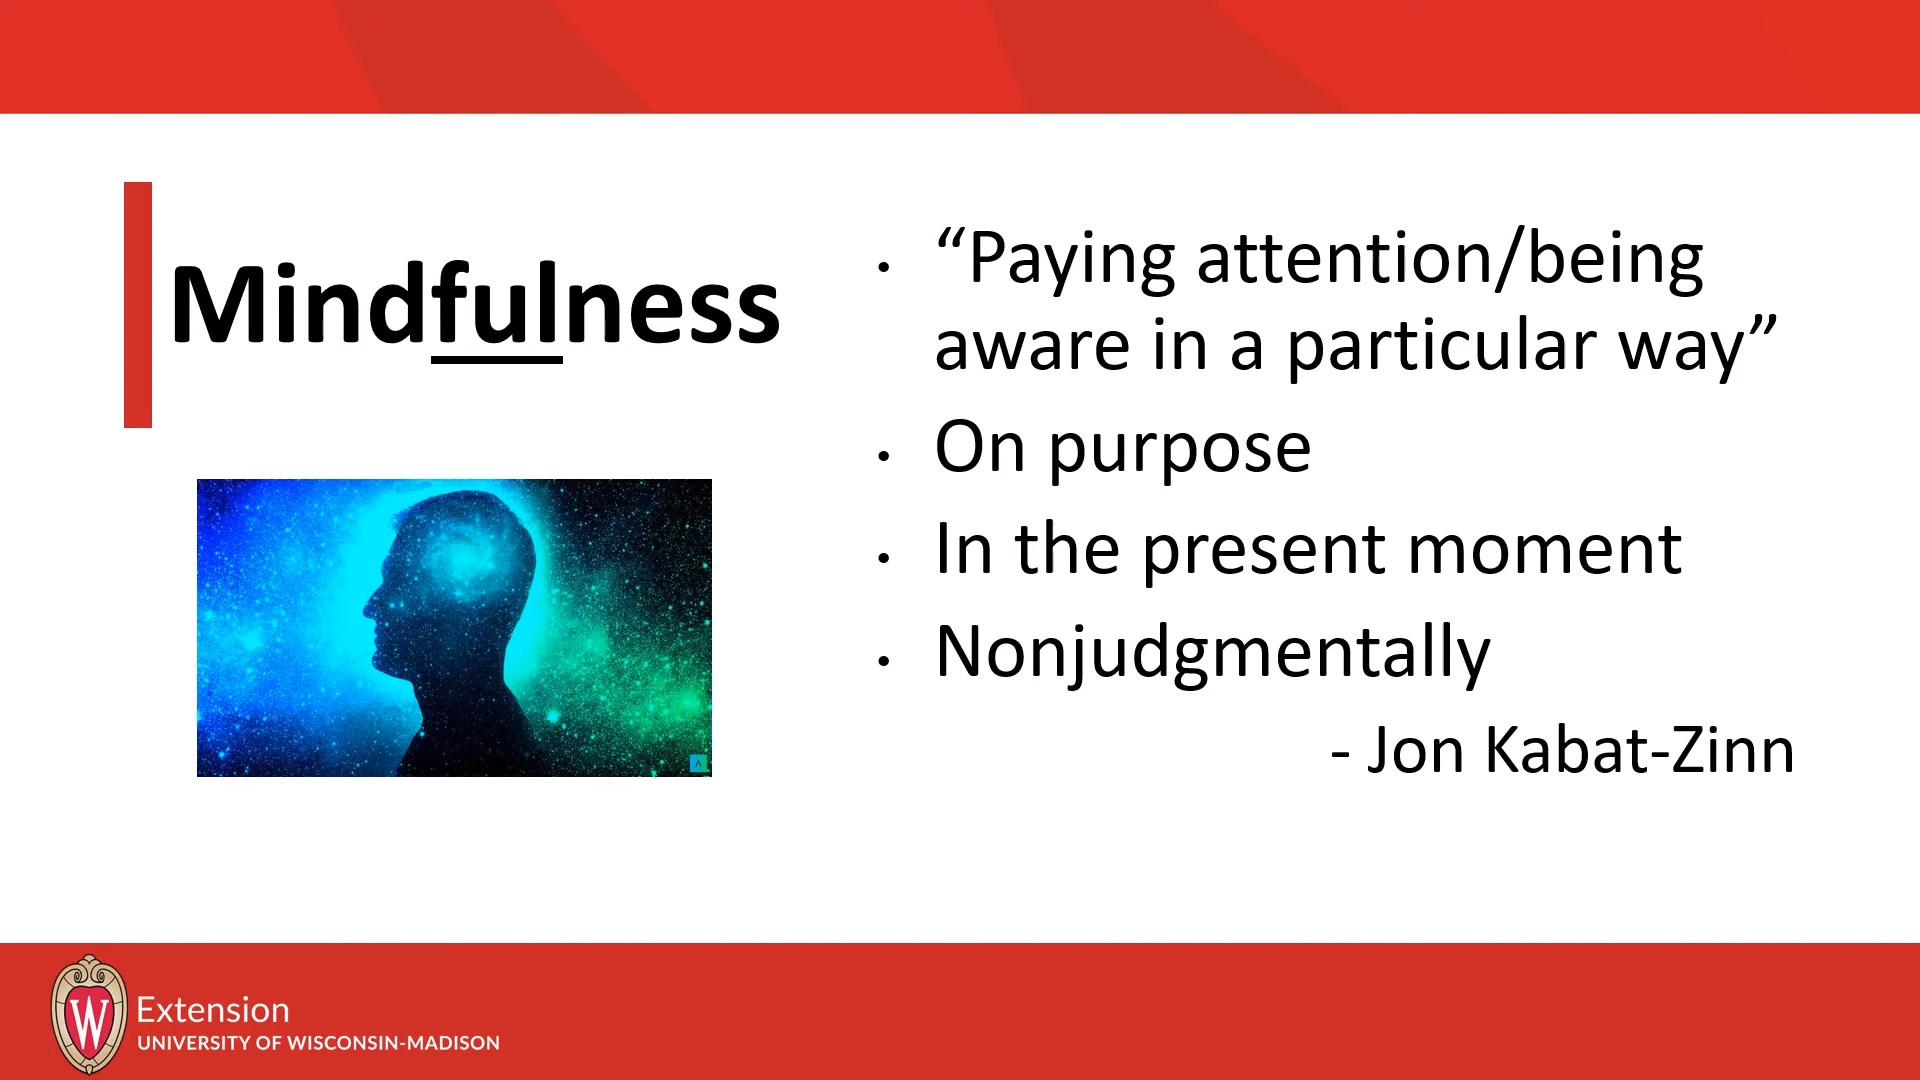 Mindfulness
“Paying attention/being
aware in a particular way”
On purpose
In the present moment
Nonjudgmentally
- Jon Kabat-Zinn
W
Extension
UNIVERSITY OF WISCONSIN-MADISON